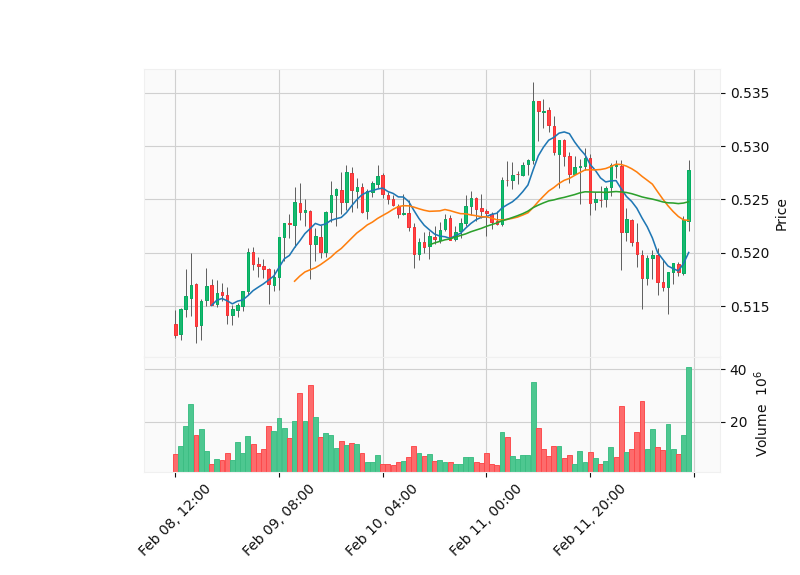 0.535
0.530
0.525
0.520
0.515
Price
40
20
Volume 10^6
Feb 08, 12:00
Feb 09, 08:00
Feb 10, 04:00
Feb 11, 00:00
Feb 11, 20:00